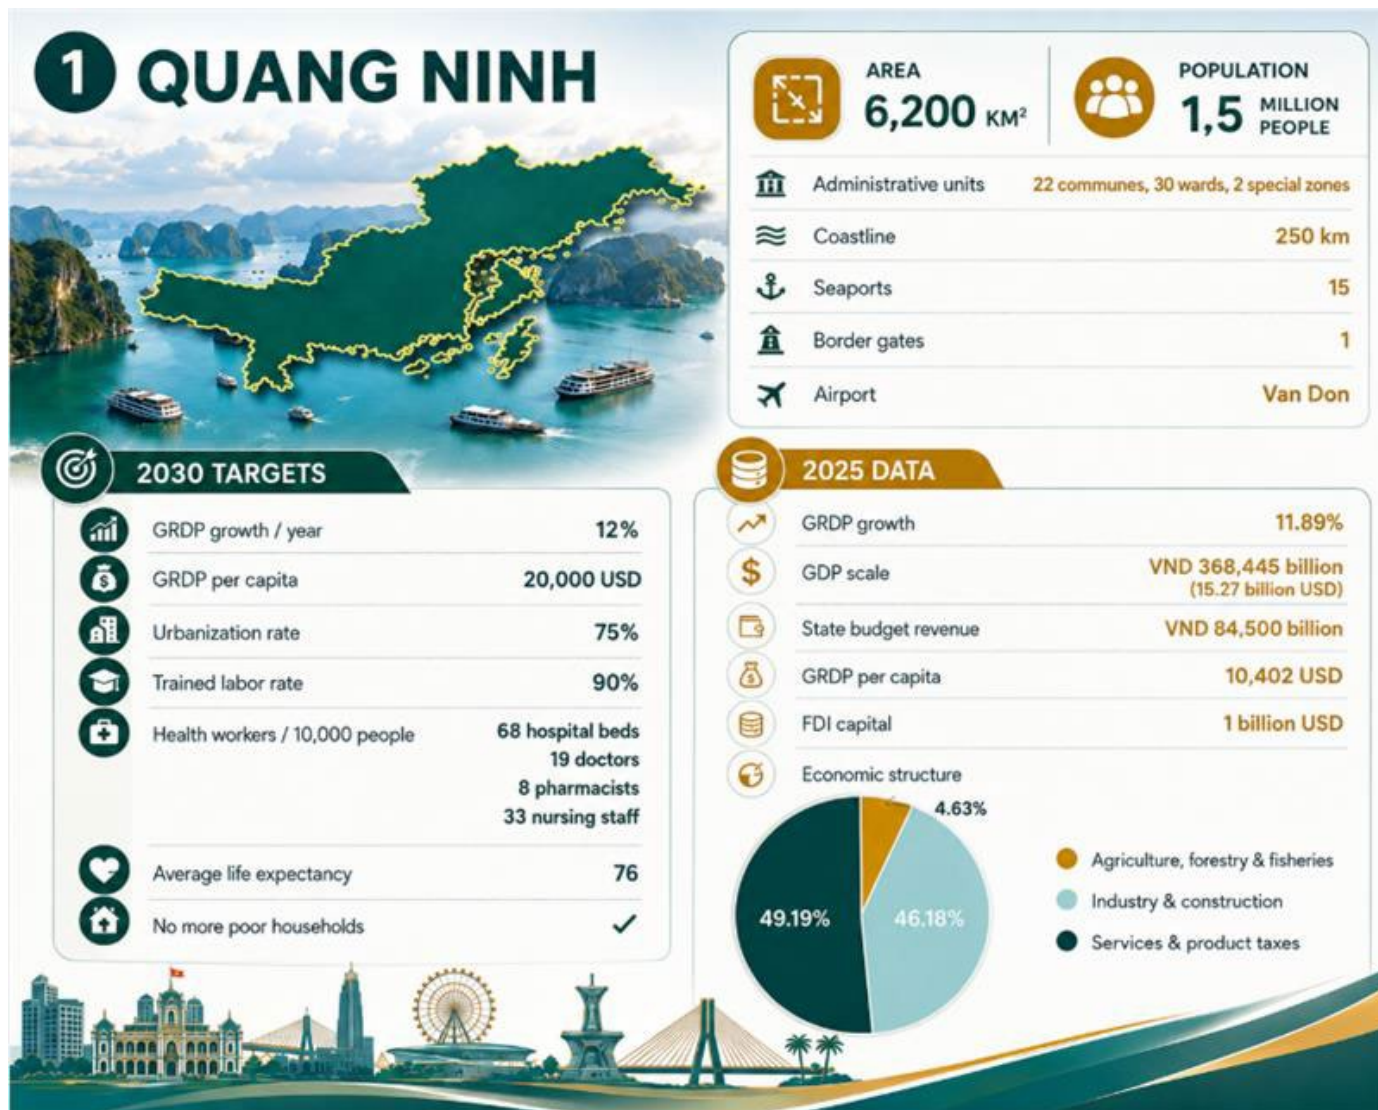 1 QUANG NINH
AREA
6,200 KM²
POPULATION
1,5 MILLION PEOPLE
Administrative units 22 communes, 30 wards, 2 special zones
Coastline 250 km
Seaports 15
Border gates 1
Airport Van Don
2030 TARGETS
GRDP growth / year 12%
GRDP per capita 20,000 USD
Urbanization rate 75%
Trained labor rate 90%
Health workers / 10,000 people 68 hospital beds
19 doctors
8 pharmacists
33 nursing staff
Average life expectancy 76
No more poor households ✓
2025 DATA
GRDP growth 11.89%
GDP scale VND 368,445 billion
(15.27 billion USD)
State budget revenue VND 84,500 billion
GRDP per capita 10,402 USD
FDI capital 1 billion USD
Economic structure
4.63%
49.19%
46.18%
Agriculture, forestry & fisheries
Industry & construction
Services & product taxes